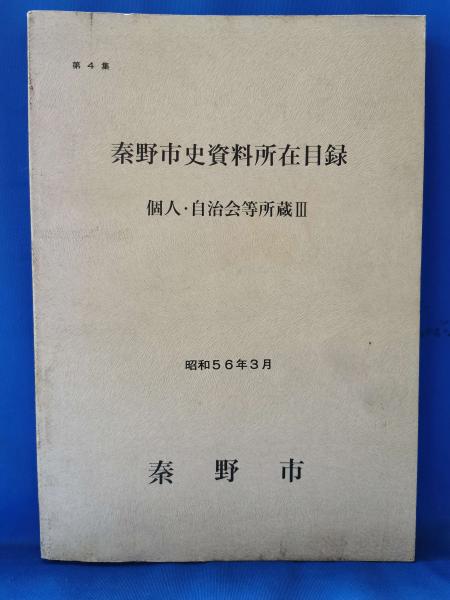 第4集
秦野市史資料所在目録
個人・自治会等所蔵Ⅲ
昭和56年3月
秦野市